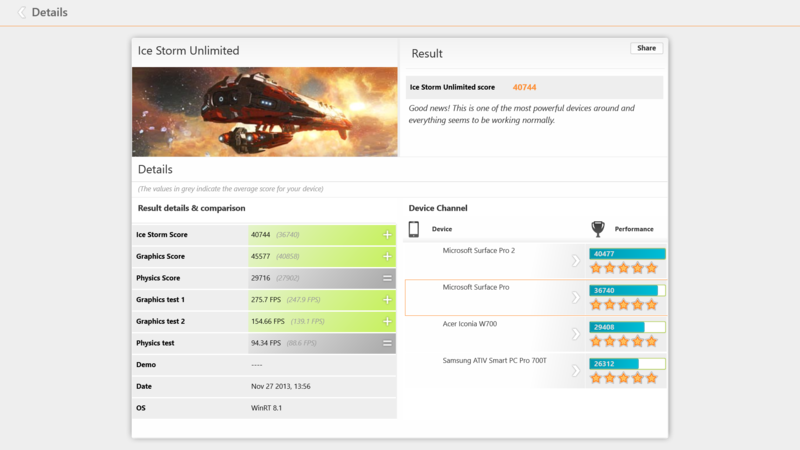 Details
Ice Storm Unlimited
Result
Share
Ice Storm Unlimited score 40744
Good news! This is one of the most powerful devices around and
everything seems to be working normally.
Details
(The values in grey indicate the average score for your device)
Result details & comparison
Ice Storm Score 40744 (36740)
Graphics Score 45577 (40858)
Physics Score 29716 (27902)
Graphics test 1 275.7 FPS (247.9 FPS)
Graphics test 2 154.66 FPS (139.1 FPS)
Physics test 94.34 FPS (88.6 FPS)
Demo ----
Date Nov 27 2013, 13:56
OS WinRT 8.1
Device Channel
Device Performance
Microsoft Surface Pro 2 40477
Microsoft Surface Pro 36740
Acer Iconia W700 29408
Samsung ATIV Smart PC Pro 700T 26312